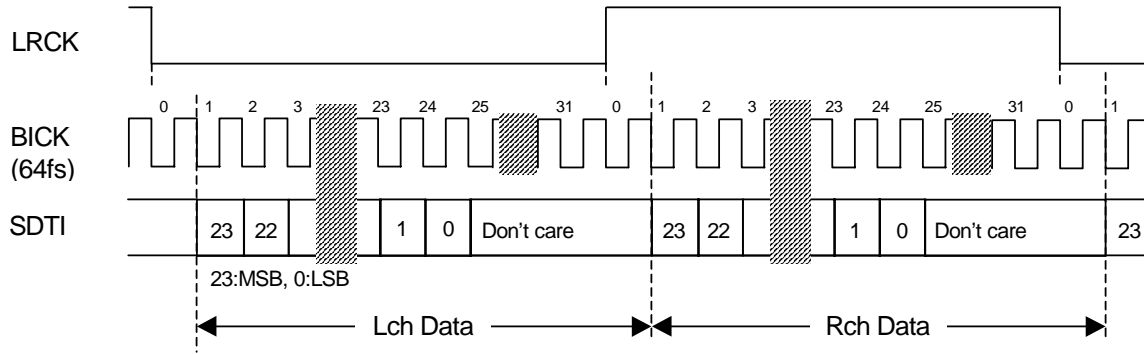 LRCK
0 1 2 3 23 24 25 31 0 1 2 3 23 24 25 31 0 1
BICK
(64fs)
SDTI
23 22 1 0 Don't care 23 22 1 0 Don't care 23
23:MSB, 0:LSB
Lch Data Rch Data